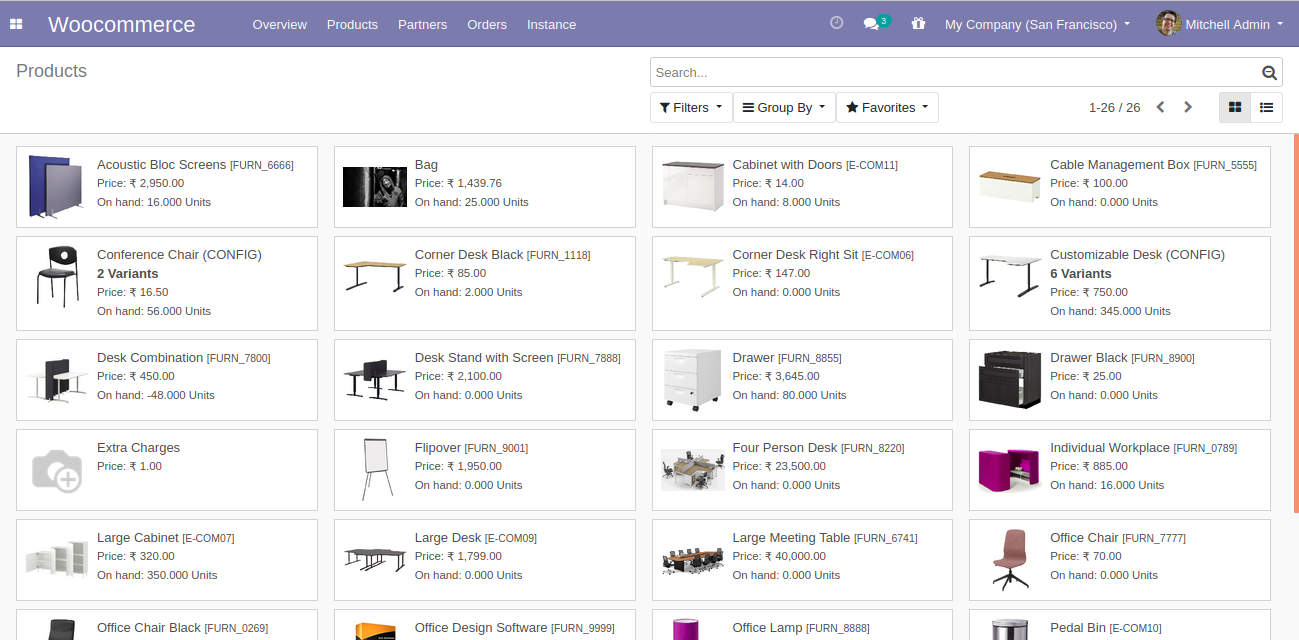 Woocommerce Overview Products Partners Orders Instance 3 My Company (San Francisco) Mitchell Admin
Products
Search...
Filters Group By Favorites 1-26 / 26
Acoustic Bloc Screens [FURN_6666]
Price: ₹ 2,950.00
On hand: 16.000 Units
Bag
Price: ₹ 1,439.76
On hand: 25.000 Units
Cabinet with Doors [E-COM11]
Price: ₹ 14.00
On hand: 8.000 Units
Cable Management Box [FURN_5555]
Price: ₹ 100.00
On hand: 0.000 Units
Conference Chair (CONFIG)
2 Variants
Price: ₹ 16.50
On hand: 56.000 Units
Corner Desk Black [FURN_1118]
Price: ₹ 85.00
On hand: 2.000 Units
Corner Desk Right Sit [E-COM06]
Price: ₹ 147.00
On hand: 0.000 Units
Customizable Desk (CONFIG)
6 Variants
Price: ₹ 750.00
On hand: 345.000 Units
Desk Combination [FURN_7800]
Price: ₹ 450.00
On hand: -48.000 Units
Desk Stand with Screen [FURN_7888]
Price: ₹ 2,100.00
On hand: 0.000 Units
Drawer [FURN_8855]
Price: ₹ 3,645.00
On hand: 80.000 Units
Drawer Black [FURN_8900]
Price: ₹ 25.00
On hand: 0.000 Units
Extra Charges
Price: ₹ 1.00
Flipover [FURN_9001]
Price: ₹ 1,950.00
On hand: 0.000 Units
Four Person Desk [FURN_8220]
Price: ₹ 23,500.00
On hand: 0.000 Units
Individual Workplace [FURN_0789]
Price: ₹ 885.00
On hand: 16.000 Units
Large Cabinet [E-COM07]
Price: ₹ 320.00
On hand: 350.000 Units
Large Desk [E-COM09]
Price: ₹ 1,799.00
On hand: 0.000 Units
Large Meeting Table [FURN_6741]
Price: ₹ 40,000.00
On hand: 0.000 Units
Office Chair [FURN_7777]
Price: ₹ 70.00
On hand: 0.000 Units
Office Chair Black [FURN_0269]
Office Design Software [FURN_9999]
Office Lamp [FURN_8888]
Pedal Bin [E-COM10]